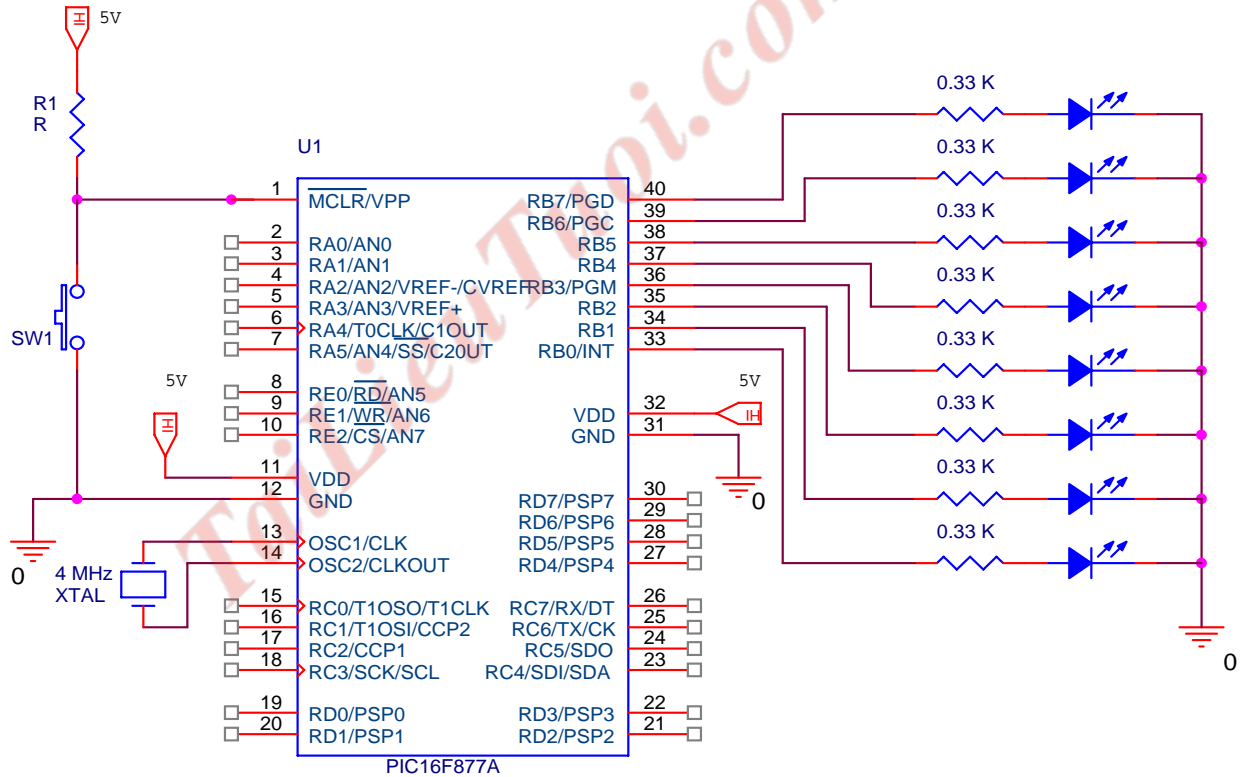 5V
HI
R1
R
SW1
5V
HI
0
4 MHz
XTAL
U1
1
MCLR/VPP
2
RA0/AN0
3
RA1/AN1
4
RA2/AN2/VREF-/CVREF
5
RA3/AN3/VREF+
6
RA4/T0CLK/C1OUT
7
RA5/AN4/SS/C20UT
8
RE0/RD/AN5
9
RE1/WR/AN6
10
RE2/CS/AN7
11
VDD
12
GND
13
OSC1/CLK
14
OSC2/CLKOUT
15
RC0/T1OSO/T1CLK
16
RC1/T1OSI/CCP2
17
RC2/CCP1
18
RC3/SCK/SCL
19
RD0/PSP0
20
RD1/PSP1
40
RB7/PGD
39
RB6/PGC
38
RB5
37
RB4
36
RB3/PGM
35
RB2
34
RB1
33
RB0/INT
32
VDD
31
GND
30
RD7/PSP7
29
RD6/PSP6
28
RD5/PSP5
27
RD4/PSP4
26
RC7/RX/DT
25
RC6/TX/CK
24
RC5/SDO
23
RC4/SDI/SDA
22
RD3/PSP3
21
RD2/PSP2
PIC16F877A
5V
HI
0
0.33 K
0.33 K
0.33 K
0.33 K
0.33 K
0.33 K
0.33 K
0.33 K
0
TaiLieuTuoi.com